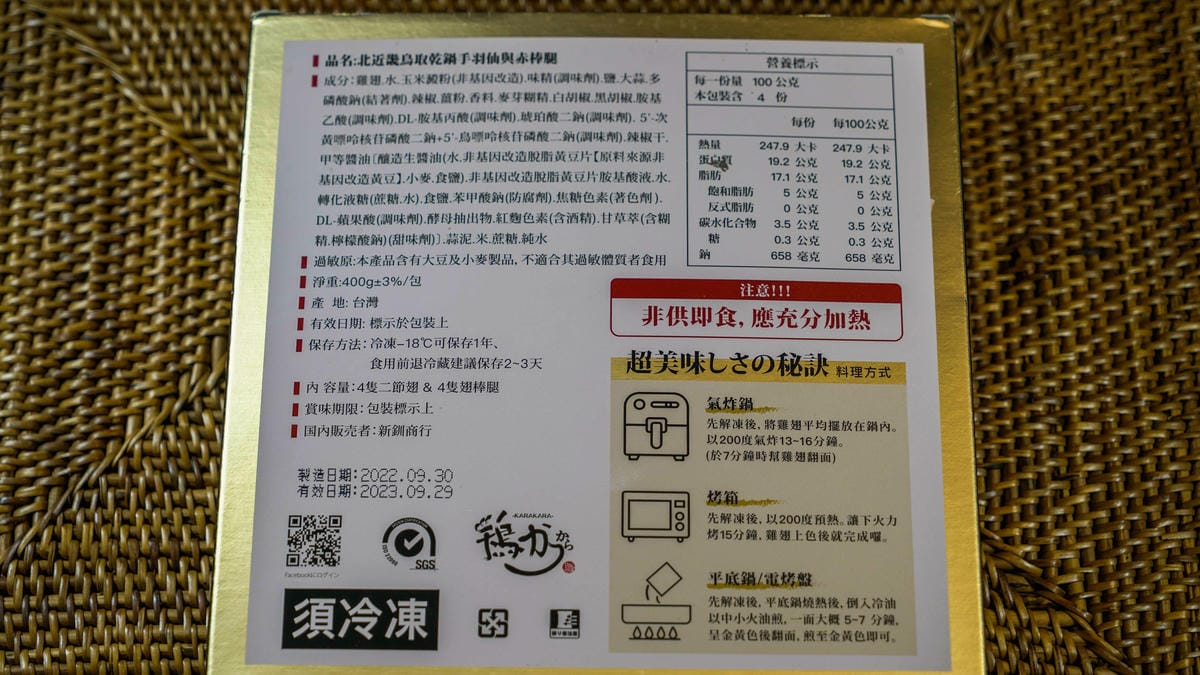 品名:北近畿鳥取乾鍋手羽仙與赤棒腿
成分:雞翅.水.玉米澱粉(非基因改造).味精(調味劑).鹽.大蒜.多
磷酸鈉(結著劑).辣椒.薑粉.香料.麥芽糊精.白胡椒.黑胡椒.胺基
乙酸(調味劑).DL-胺基丙酸(調味劑).琥珀酸二鈉(調味劑). 5'-次
黃嘌呤核苷磷酸二鈉+5'-鳥嘌呤核苷磷酸二鈉(調味劑).辣椒干.
甲等醬油〔釀造生醬油(水.非基因改造脫脂黃豆片【原料來源非
基因改造黃豆】.小麥.食鹽).非基因改造脫脂黃豆片胺基酸液.水.
轉化液糖(蔗糖.水).食鹽.苯甲酸鈉(防腐劑).焦糖色素(著色劑).
DL-蘋果酸(調味劑).酵母抽出物.紅麴色素(含酒精).甘草萃(含糊
精.檸檬酸鈉)(甜味劑)〕.蒜泥.米.蔗糖.純水
過敏原:本產品含有大豆及小麥製品,不適合其過敏體質者食用
淨重:400g±3%/包
產 地:台灣
有效日期:標示於包裝上
保存方法:冷凍-18℃可保存1年、
食用前退冷藏建議保存2~3天
內 容量:4隻二節翅 & 4隻翅棒腿
賞味期限:包裝標示上
国內販売者:新釧商行
製造日期:2022.09.30
有效日期:2023.09.29
Facebookにログイン
SGS
-KARAKARA-
鶏から
から
須冷凍
營養標示
每一份量 100公克
本包裝含 4 份
每份 每100公克
熱量 247.9 大卡 247.9 大卡
蛋白質 19.2 公克 19.2 公克
脂肪 17.1 公克 17.1 公克
飽和脂肪 5 公克 5 公克
反式脂肪 0 公克 0 公克
碳水化合物 3.5 公克 3.5 公克
糖 0.3 公克 0.3 公克
鈉 658 毫克 658 毫克
注意!!!
非供即食,應充分加熱
超美味しさの秘訣 料理方式
氣炸鍋
先解凍後,將雞翅平均擺放在鍋內。
以200度氣炸13~16分鐘。
(於7分鐘時幫雞翅翻面)
烤箱
先解凍後,以200度預熱。讓下火力
烤15分鐘,雞翅上色後就完成囉。
平底鍋/電烤盤
先解凍後,平底鍋燒熱後,倒入冷油
以中小火油煎,一面大概 5~7 分鐘,
呈金黃色後翻面,煎至金黃色即可。